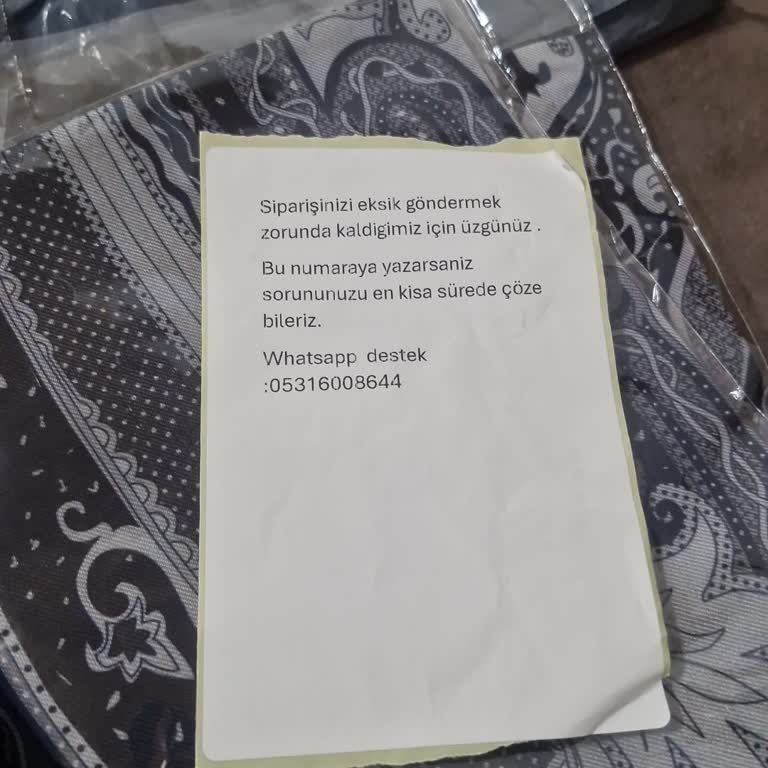 Siparişinizi eksik göndermek
zorunda kaldigimiz için üzgünüz .
Bu numaraya yazarsaniz
sorununuzu en kisa sürede çöze
bileriz.
Whatsapp destek
:05316008644